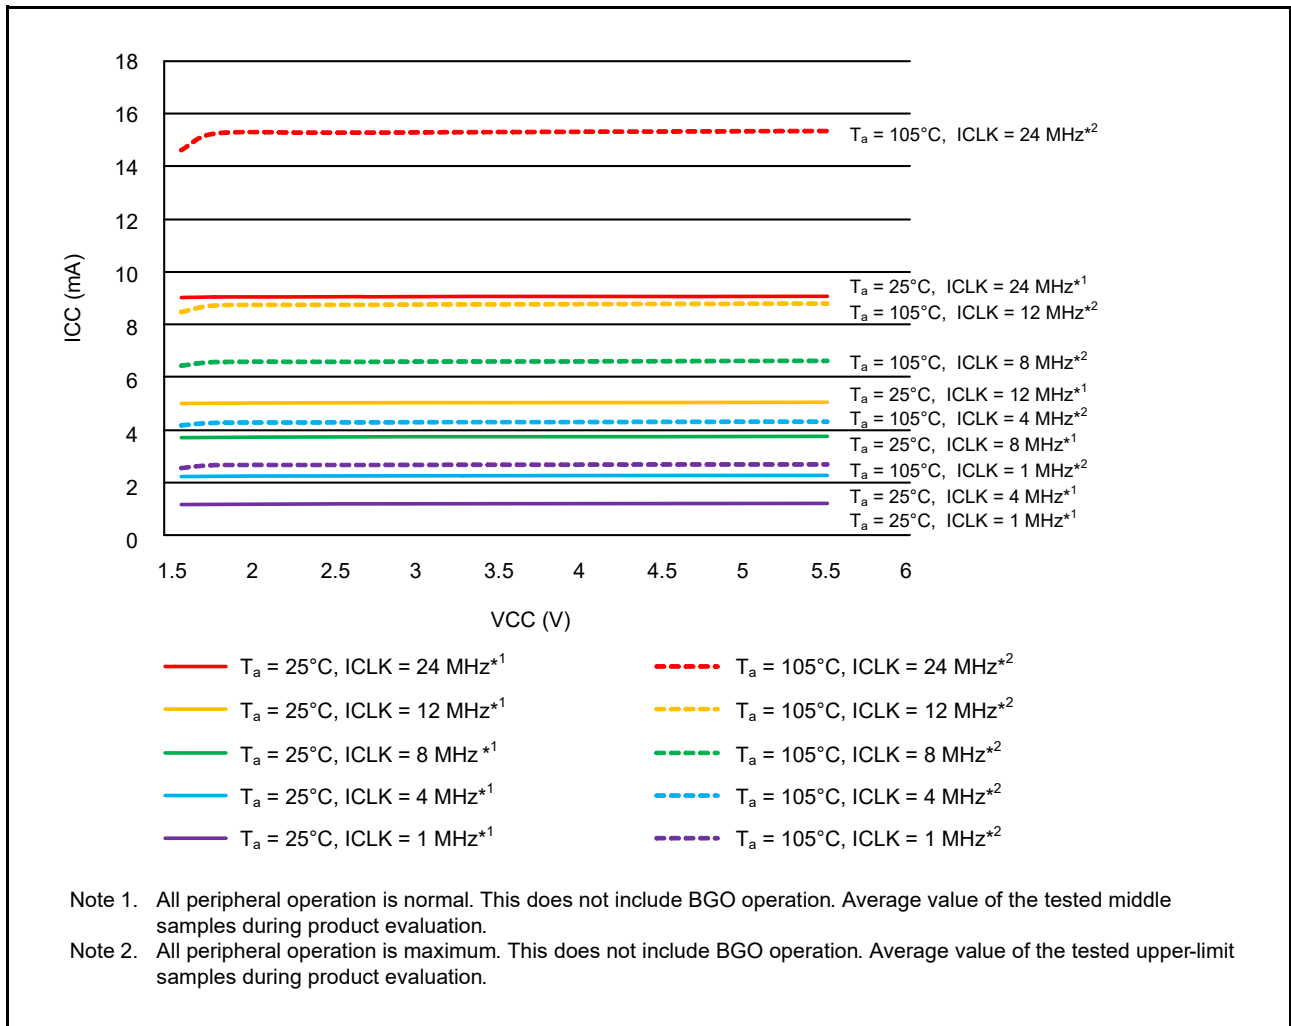 18
16
14
12
10
8
6
4
2
0
ICC (mA)
Ta = 105°C, ICLK = 24 MHz*2
Ta = 25°C, ICLK = 24 MHz*1
Ta = 105°C, ICLK = 12 MHz*2
Ta = 105°C, ICLK = 8 MHz*2
Ta = 25°C, ICLK = 12 MHz*1
Ta = 105°C, ICLK = 4 MHz*2
Ta = 25°C, ICLK = 8 MHz*1
Ta = 105°C, ICLK = 1 MHz*2
Ta = 25°C, ICLK = 4 MHz*1
Ta = 25°C, ICLK = 1 MHz*1
1.5 2 2.5 3 3.5 4 4.5 5 5.5 6
VCC (V)
Ta = 25°C, ICLK = 24 MHz*1
Ta = 105°C, ICLK = 24 MHz*2
Ta = 25°C, ICLK = 12 MHz*1
Ta = 105°C, ICLK = 12 MHz*2
Ta = 25°C, ICLK = 8 MHz *1
Ta = 105°C, ICLK = 8 MHz*2
Ta = 25°C, ICLK = 4 MHz*1
Ta = 105°C, ICLK = 4 MHz*2
Ta = 25°C, ICLK = 1 MHz*1
Ta = 105°C, ICLK = 1 MHz*2
Note 1. All peripheral operation is normal. This does not include BGO operation. Average value of the tested middle
samples during product evaluation.
Note 2. All peripheral operation is maximum. This does not include BGO operation. Average value of the tested upper-limit
samples during product evaluation.